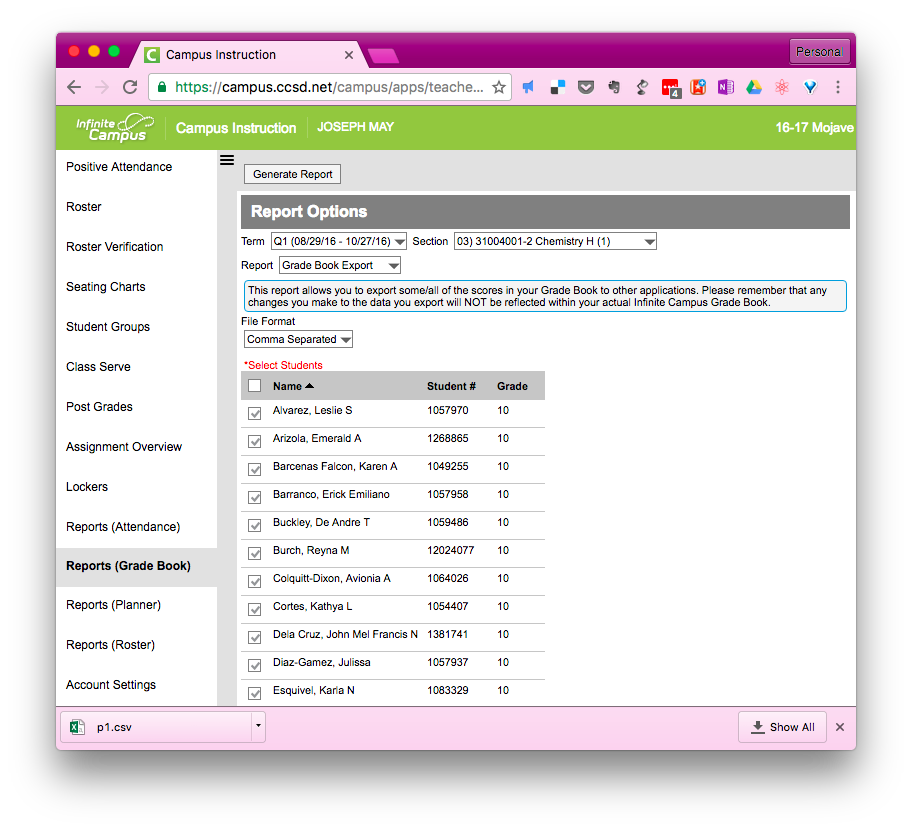 Campus Instruction
Personal
https://campus.ccsd.net/campus/apps/teache...
4
Infinite Campus
Campus Instruction
JOSEPH MAY
16-17 Mojave
Positive Attendance
Roster
Roster Verification
Seating Charts
Student Groups
Class Serve
Post Grades
Assignment Overview
Lockers
Reports (Attendance)
Reports (Grade Book)
Reports (Planner)
Reports (Roster)
Account Settings
Generate Report
Report Options
Term Q1 (08/29/16 - 10/27/16) Section 03) 31004001-2 Chemistry H (1)
Report Grade Book Export
This report allows you to export some/all of the scores in your Grade Book to other applications. Please remember that any
changes you make to the data you export will NOT be reflected within your actual Infinite Campus Grade Book.
File Format
Comma Separated
*Select Students
Name Student # Grade
Alvarez, Leslie S 1057970 10
Arizola, Emerald A 1268865 10
Barcenas Falcon, Karen A 1049255 10
Barranco, Erick Emiliano 1057958 10
Buckley, De Andre T 1059486 10
Burch, Reyna M 12024077 10
Colquitt-Dixon, Avionia A 1064026 10
Cortes, Kathya L 1054407 10
Dela Cruz, John Mel Francis N 1381741 10
Diaz-Gamez, Julissa 1057937 10
Esquivel, Karla N 1083329 10
p1.csv
Show All